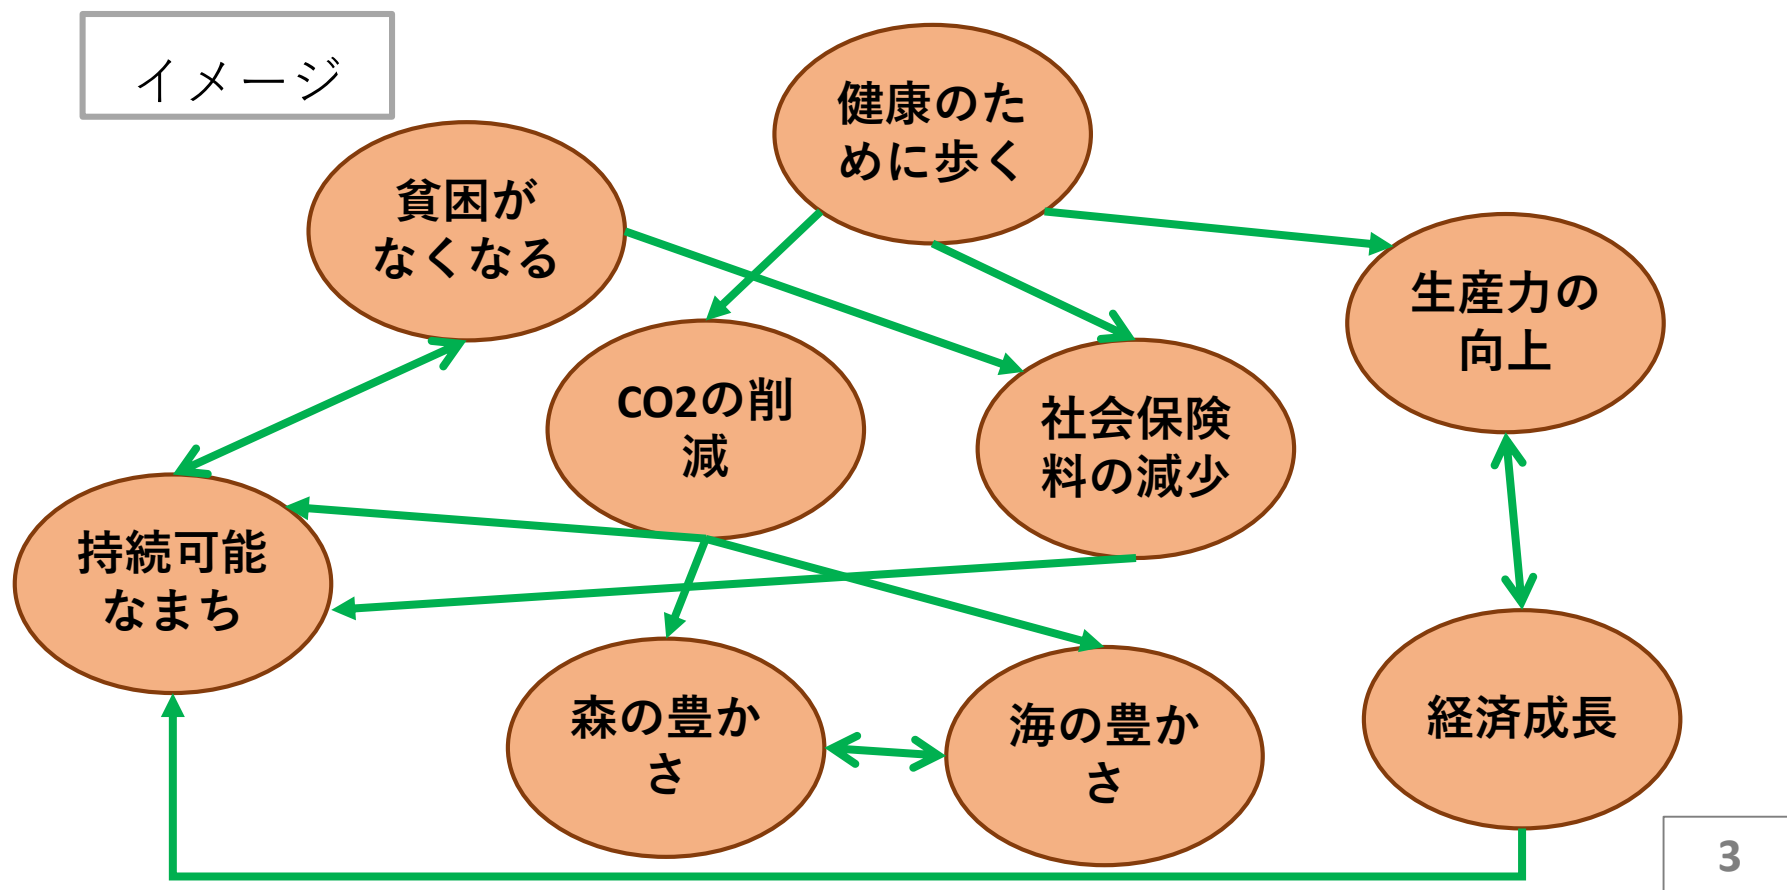 イメージ
健康のた
めに歩く
貧困が
なくなる
生産力の
向上
CO2の削
減
社会保険
料の減少
持続可能
なまち
森の豊か
さ
海の豊か
さ
経済成長
3